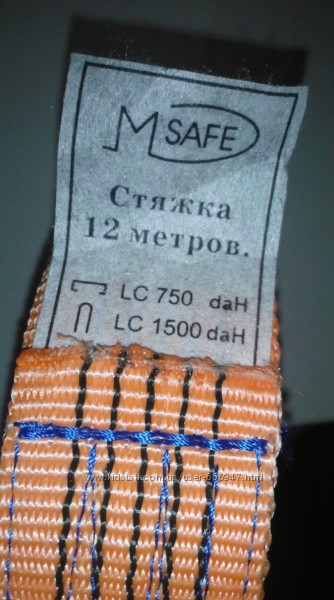 M SAFE
Стяжка
12 метров.
LC 750 daH
LC 1500 daH